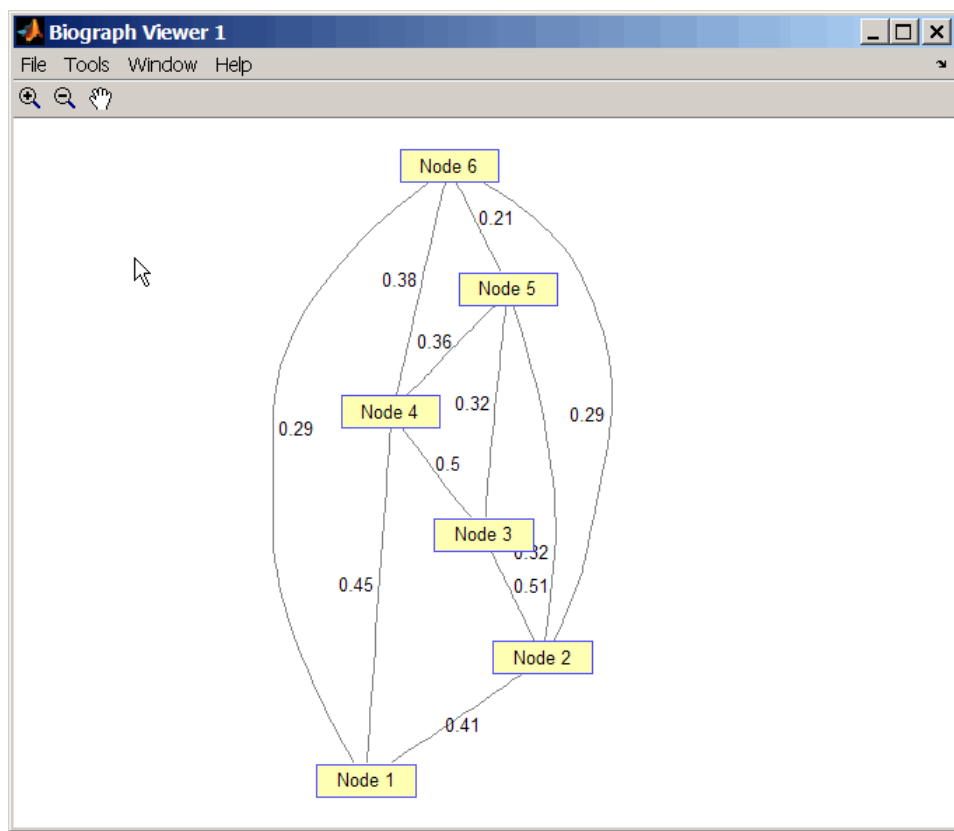 Biograph Viewer 1
File Tools Window Help
Node 6
0.21
0.38
Node 5
0.36
0.32
Node 4
0.29
0.29
0.5
Node 3
0.32
0.45
0.51
Node 2
0.41
Node 1